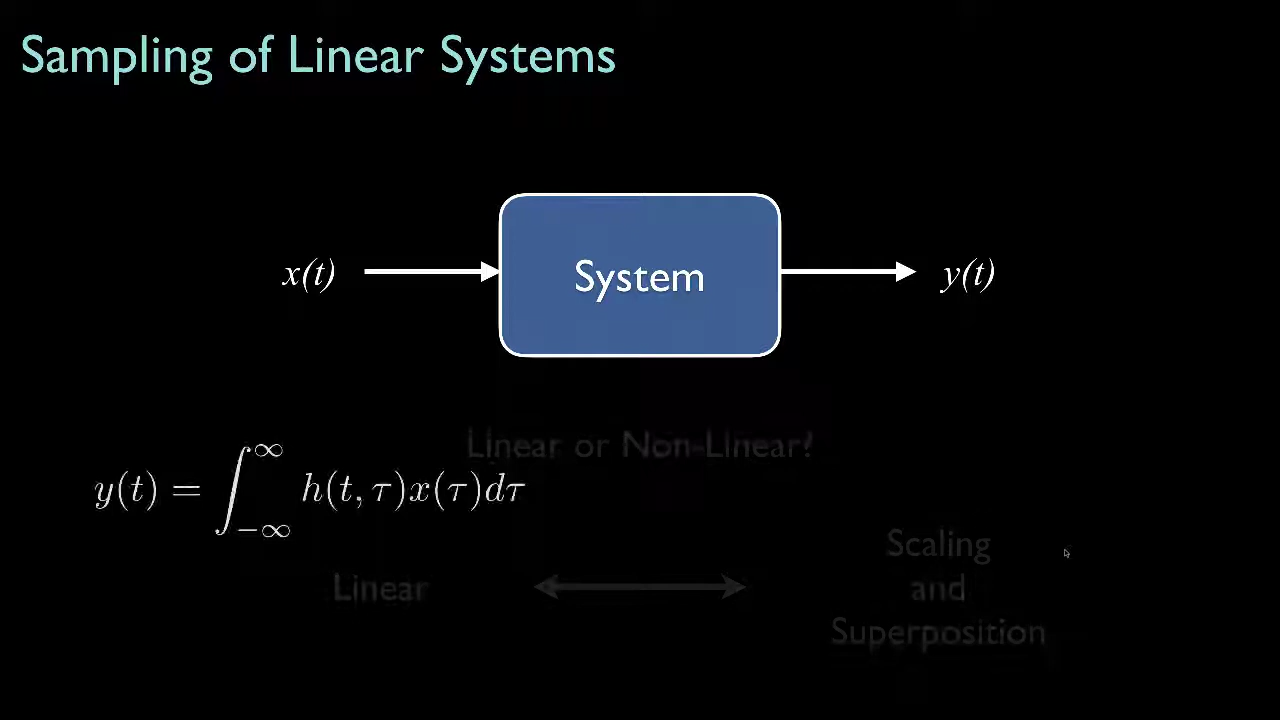 Sampling of Linear Systems
x(t)
System
y(t)
Linear or Non-Linear?
y(t) = ∫_{-∞}^{∞} h(t, τ)x(τ)dτ
Scaling
Linear
and
Superposition